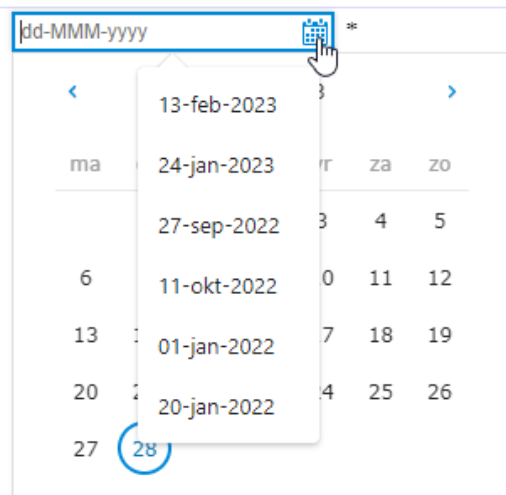 dd-MMM-yyyy *
13-feb-2023
24-jan-2023
27-sep-2022
11-okt-2022
01-jan-2022
20-jan-2022
ma za zo
4 5
6 11 12
13 18 19
20 25 26
27 28